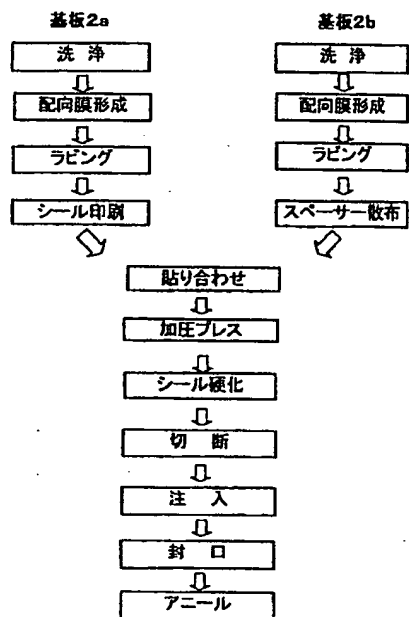 基板2a
洗浄
配向膜形成
ラビング
シール印刷
基板2b
洗浄
配向膜形成
ラビング
スペーサー散布
貼り合わせ
加圧プレス
シール硬化
切断
注入
封口
アニール